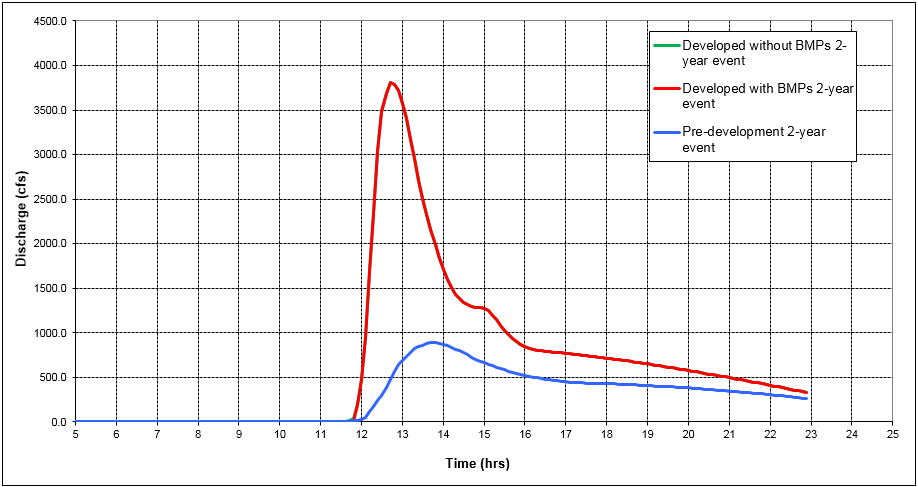 4500.0
4000.0
3500.0
3000.0
2500.0
2000.0
1500.0
1000.0
500.0
0.0
Discharge (cfs)
Developed without BMPs 2-
year event
Developed with BMPs 2-year
event
Pre-development 2-year
event
5 6 7 8 9 10 11 12 13 14 15 16 17 18 19 20 21 22 23 24 25
Time (hrs)